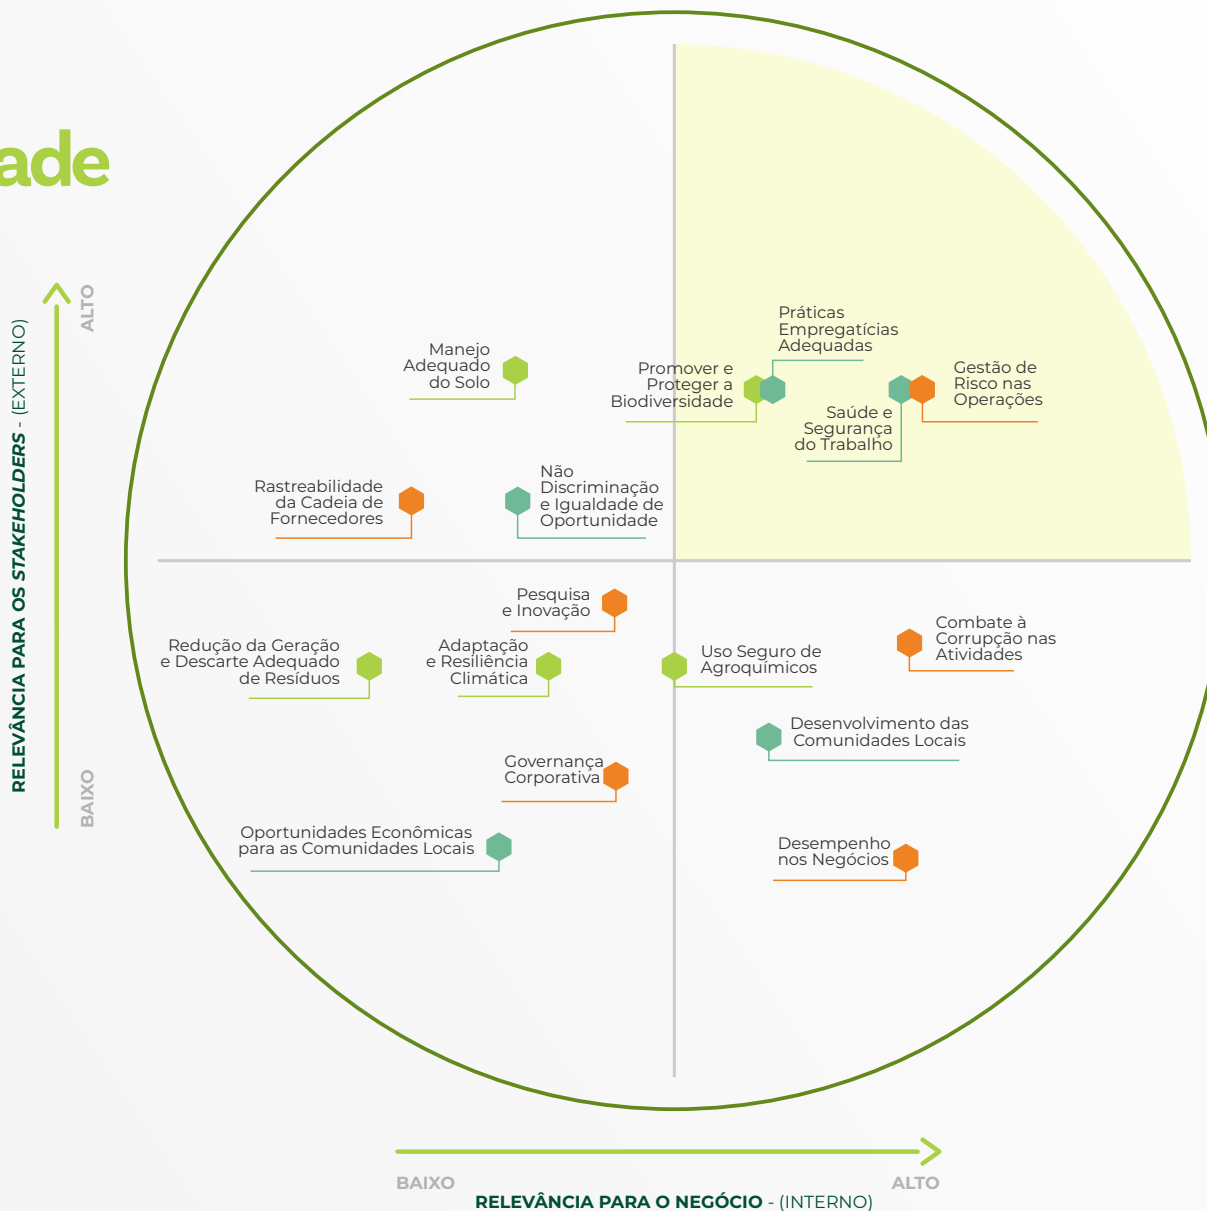 ade
ALTO
BAIXO
RELEVÂNCIA PARA OS STAKEHOLDERS - (EXTERNO)
Manejo
Adequado
do Solo
Promover e
Proteger a
Biodiversidade
Práticas
Empregatícias
Adequadas
Saúde e
Segurança
do Trabalho
Gestão de
Risco nas
Operações
Rastreabilidade
da Cadeia de
Fornecedores
Não
Discriminação
e Igualdade de
Oportunidade
Pesquisa
e Inovação
Redução da Geração
e Descarte Adequado
de Resíduos
Adaptação
e Resiliência
Climática
Uso Seguro de
Agroquímicos
Combate à
Corrupção nas
Atividades
Desenvolvimento das
Comunidades Locais
Governança
Corporativa
Oportunidades Econômicas
para as Comunidades Locais
Desempenho
nos Negócios
BAIXO
ALTO
RELEVÂNCIA PARA O NEGÓCIO - (INTERNO)